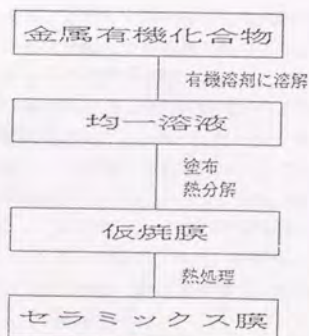 金属有機化合物
有機溶剤に溶解
均一溶液
塗布
熱分解
仮焼膜
熱処理
セラミックス膜